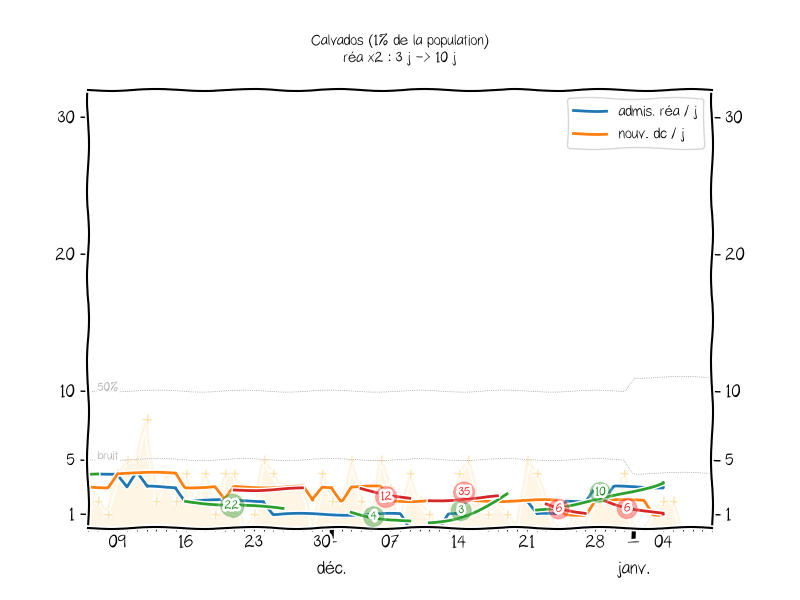 Calvados (1% de la population)
réa x2 : 3 j -> 10 j
admis. réa / j
nouv. dc / j
30
30
20
20
50%
10
10
bruit
5
5
22
12
4
35
3
6
10
6
1
1
09 16 23 30 07 14 21 28 04
déc. janv.